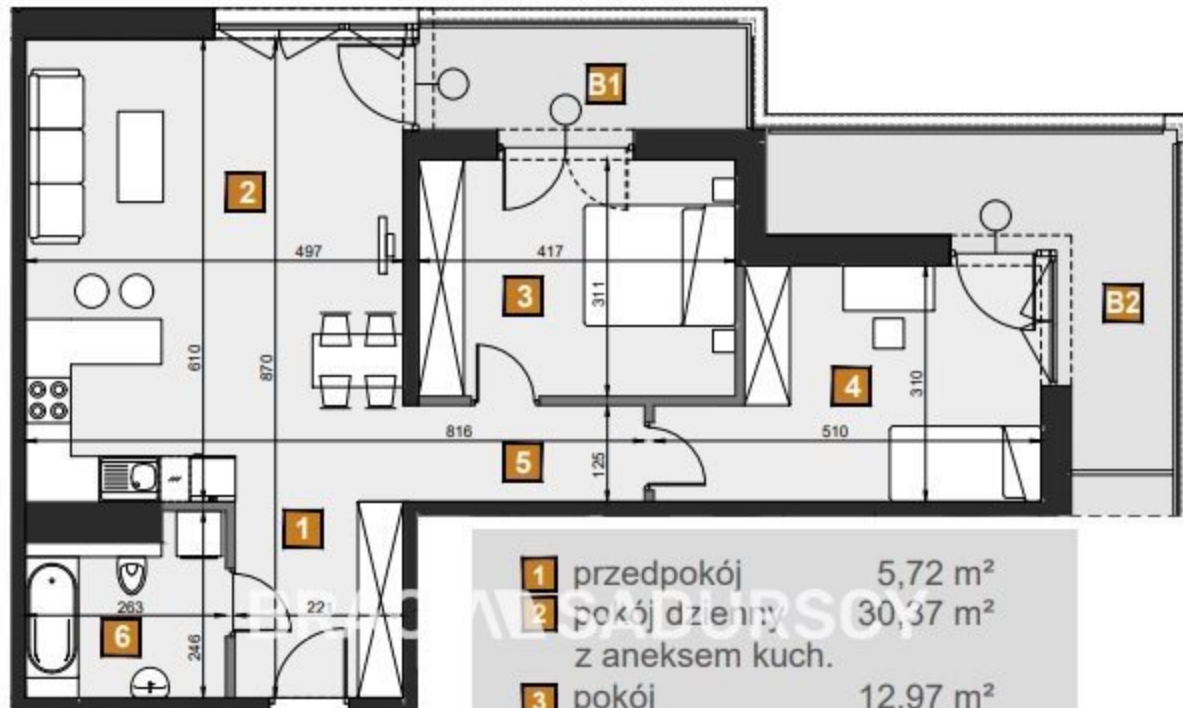 B1
2
497
417
3
311
B2
610
870
4
310
816
510
5
125
1
1 przedpokój 5,72 m²
263
221
2 pokój dzienny 30,37 m²
BRACIA SADURSCY
6
246
z aneksem kuch.
3 pokój 12,97 m²